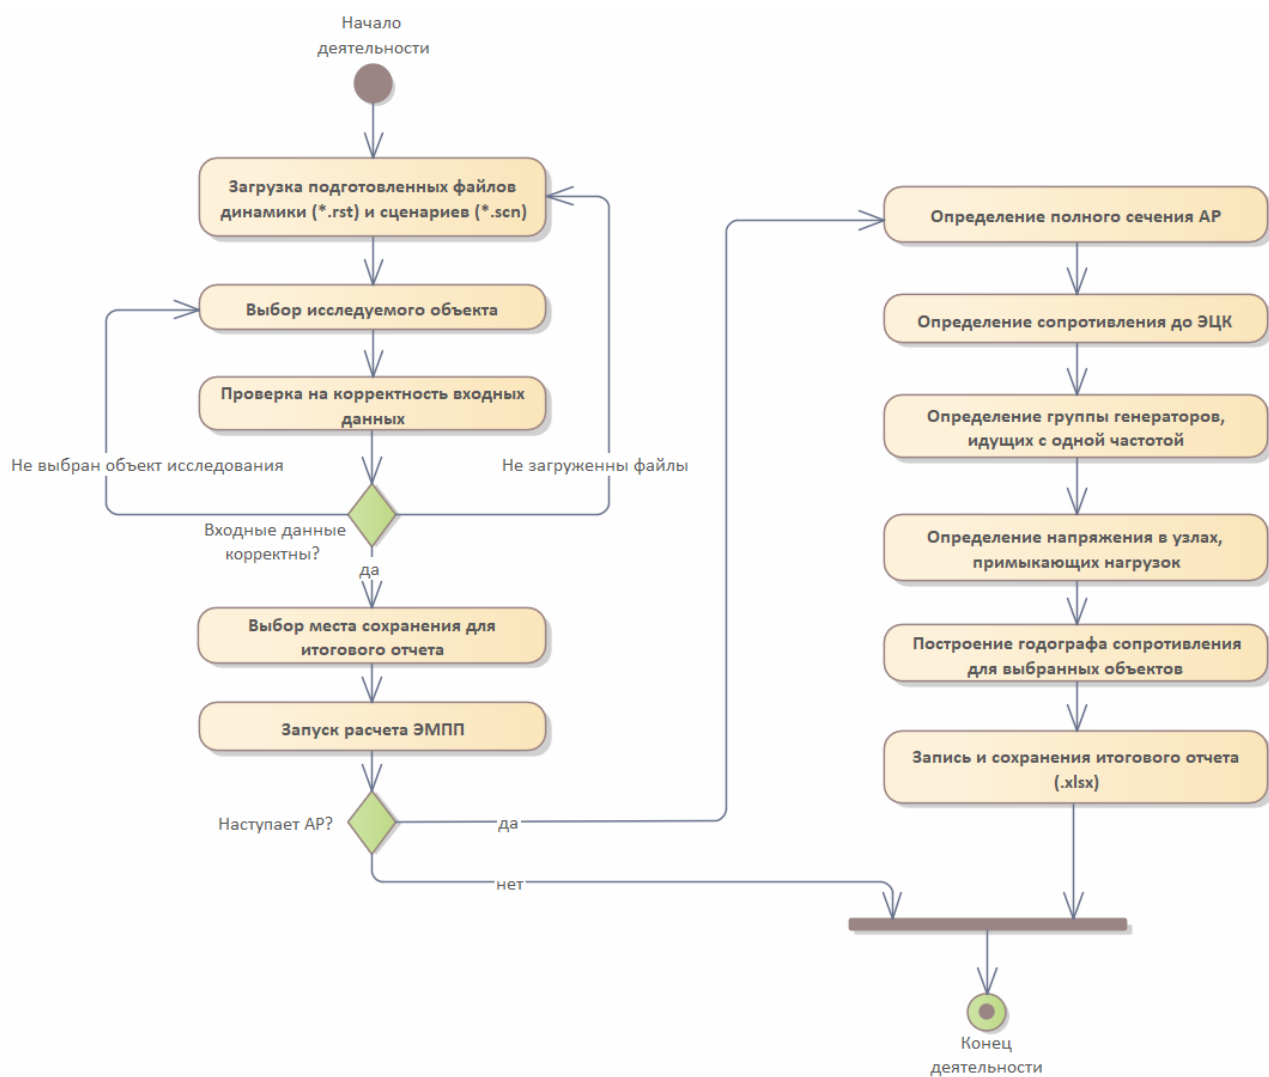 Начало
деятельности
Загрузка подготовленных файлов
динамики (*.rst) и сценариев (*.scn)
Выбор исследуемого объекта
Проверка на корректность входных
данных
Не выбран объект исследования
Не загруженны файлы
Входные данные
корректны?
да
Выбор места сохранения для
итогового отчета
Запуск расчета ЭМПП
Наступает АР?
да
нет
Определение полного сечения АР
Определение сопротивления до ЭЦК
Определение группы генераторов,
идущих с одной частотой
Определение напряжения в узлах,
примыкающих нагрузок
Построение годографа сопротивления
для выбранных объектов
Запись и сохранения итогового отчета
(.xlsx)
Конец
деятельности